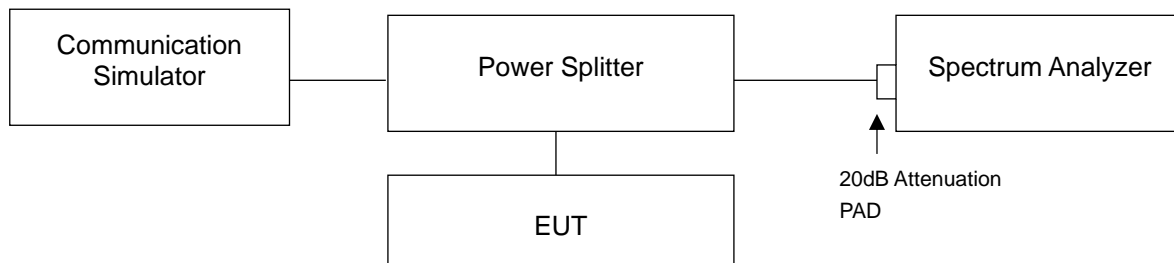 Communication
Simulator
Power Splitter
Spectrum Analyzer
20dB Attenuation
PAD
EUT